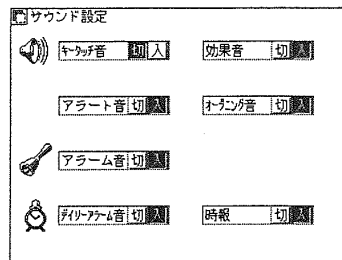 サウンド設定
キータッチ音 切 入 効果音 切 入
アラート音 切 入 オープニング音 切 入
アラーム音 切 入
デイリーアラーム音 切 入 時報 切 入